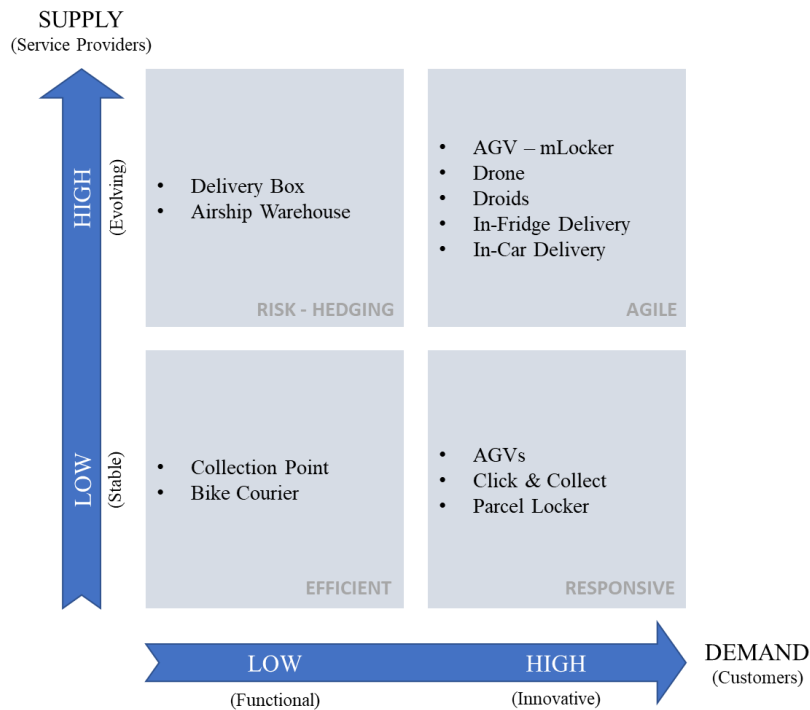 SUPPLY
(Service Providers)
HIGH
(Evolving)
• Delivery Box
• Airship Warehouse
RISK - HEDGING
• AGV – mLocker
• Drone
• Droids
• In-Fridge Delivery
• In-Car Delivery
AGILE
LOW
(Stable)
• Collection Point
• Bike Courier
EFFICIENT
• AGVs
• Click & Collect
• Parcel Locker
RESPONSIVE
LOW
(Functional)
HIGH
(Innovative)
DEMAND
(Customers)